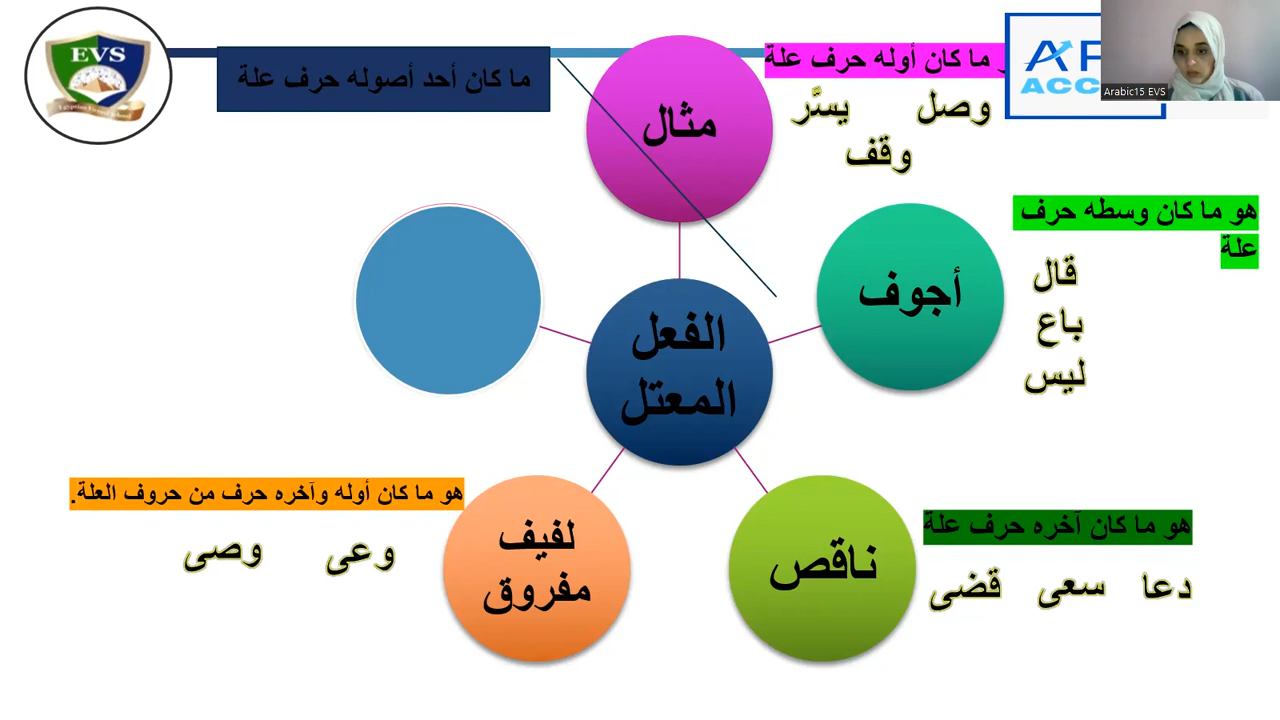 EVS
ما كان أحد أصوله حرف علة
مثال
ما كان أوله حرف علة
وصل يسَّر
وقف
ACC
Arabic15 EVS
أجوف
هو ما كان وسطه حرف
علة
قال
باع
ليس
الفعل
المعتل
ناقص
هو ما كان آخره حرف علة
دعا سعى قضى
لفيف
مفروق
هو ما كان أوله وآخره حرف من حروف العلة.
وعى وصى